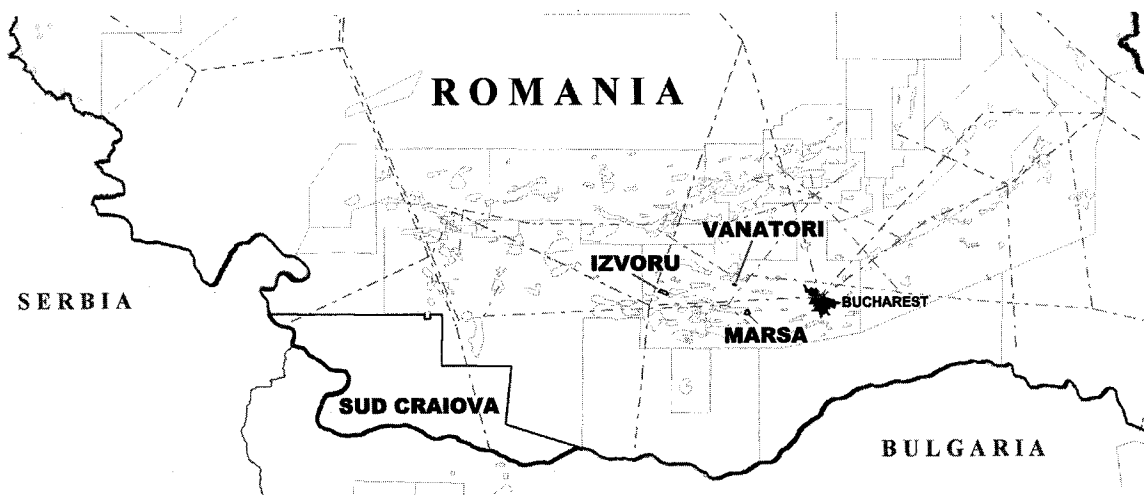 ROMANIA
VANATORI
IZVORU
SERBIA
BUCHAREST
MARSA
SUD CRAIOVA
BULGARIA